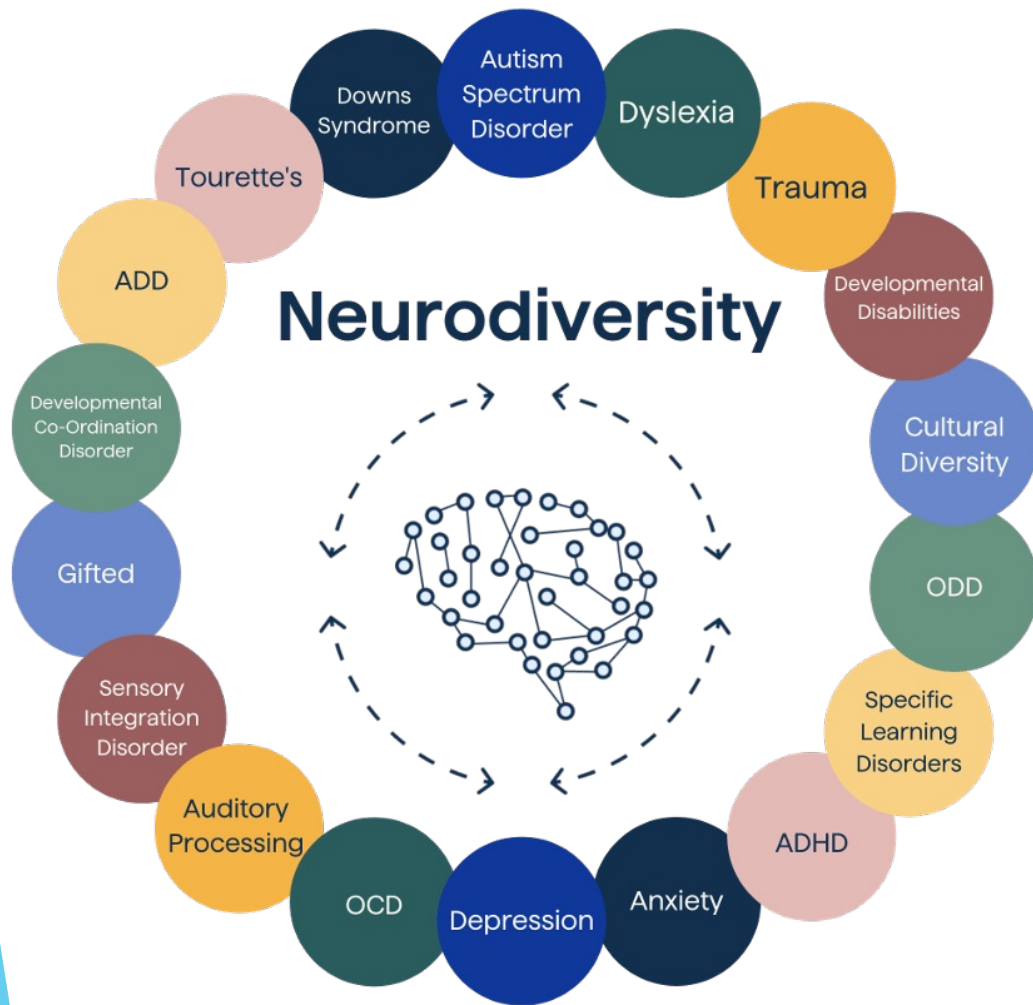 Autism
Spectrum
Disorder
Dyslexia
Trauma
Developmental
Disabilities
Cultural
Diversity
ODD
Specific
Learning
Disorders
ADHD
Anxiety
Depression
OCD
Auditory
Processing
Sensory
Integration
Disorder
Gifted
Developmental
Co-Ordination
Disorder
ADD
Tourette's
Downs
Syndrome
Neurodiversity